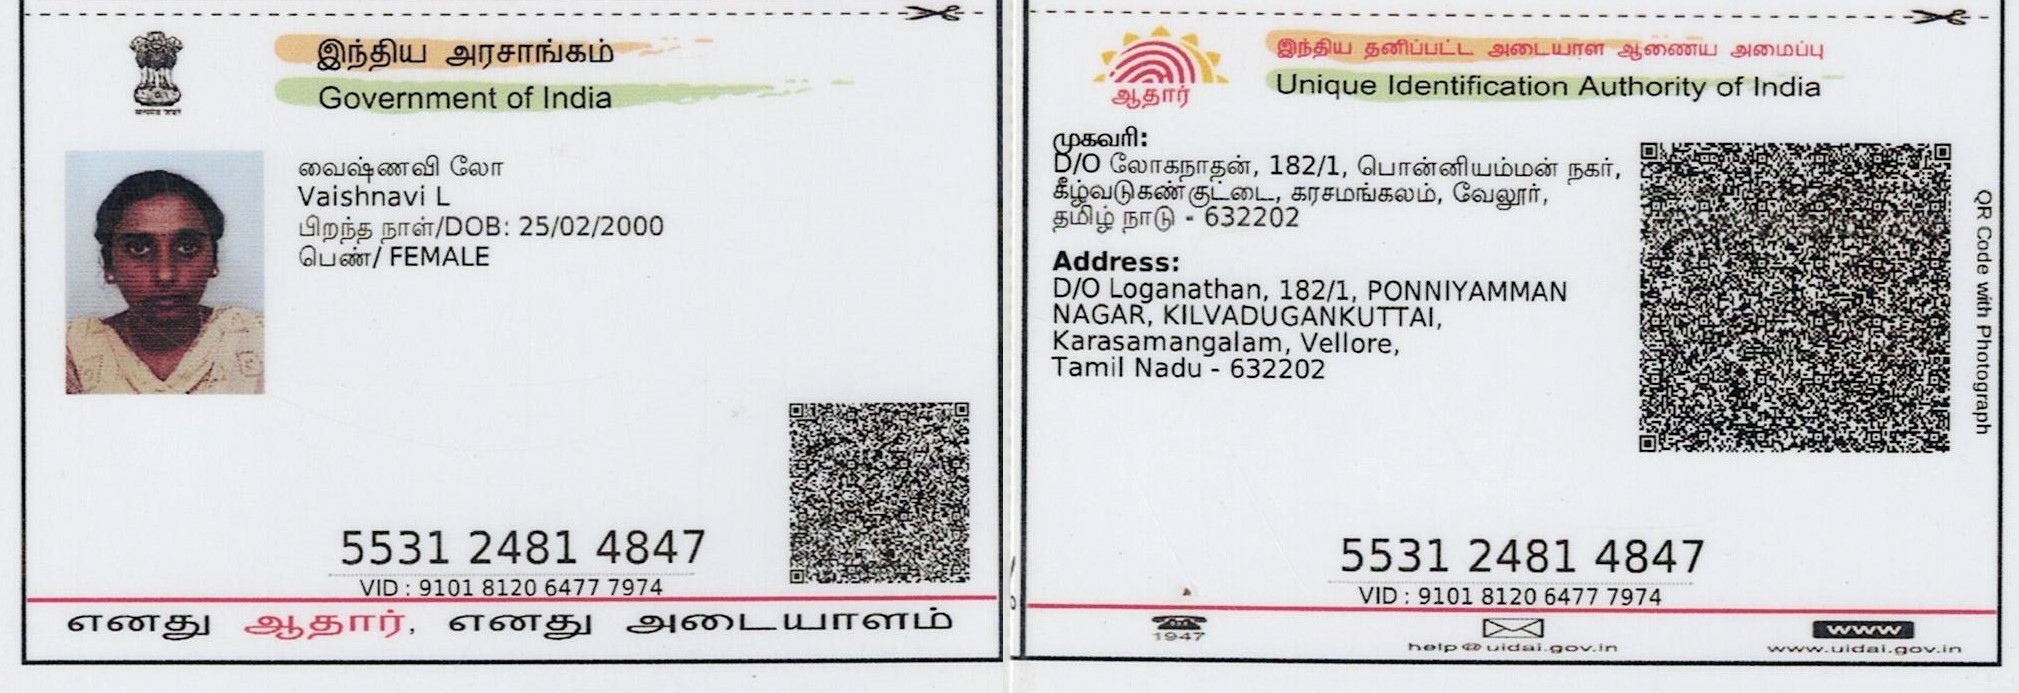 இந்திய அரசாங்கம்
Government of India
வைஷ்ணவி லோ
Vaishnavi L
பிறந்த நாள்/DOB: 25/02/2000
பெண்/ FEMALE
5531 2481 4847
VID : 9101 8120 6477 7974
எனது ஆதார், எனது அடையாளம்
ஆதார்
இந்திய தனிப்பட்ட அடையாள ஆணைய அமைப்பு
Unique Identification Authority of India
முகவரி:
D/O லோகநாதன், 182/1, பொன்னியம்மன் நகர்,
கீழ்வடுகண்குட்டை, கரசமங்கலம், வேலூர்,
தமிழ் நாடு - 632202
Address:
D/O Loganathan, 182/1, PONNIYAMMAN
NAGAR, KILVADUGANKUTTAI,
Karasamangalam, Vellore,
Tamil Nadu - 632202
QR Code with Photograph
5531 2481 4847
VID : 9101 8120 6477 7974
1947
help@uidai.gov.in
www
www.uidai.gov.in